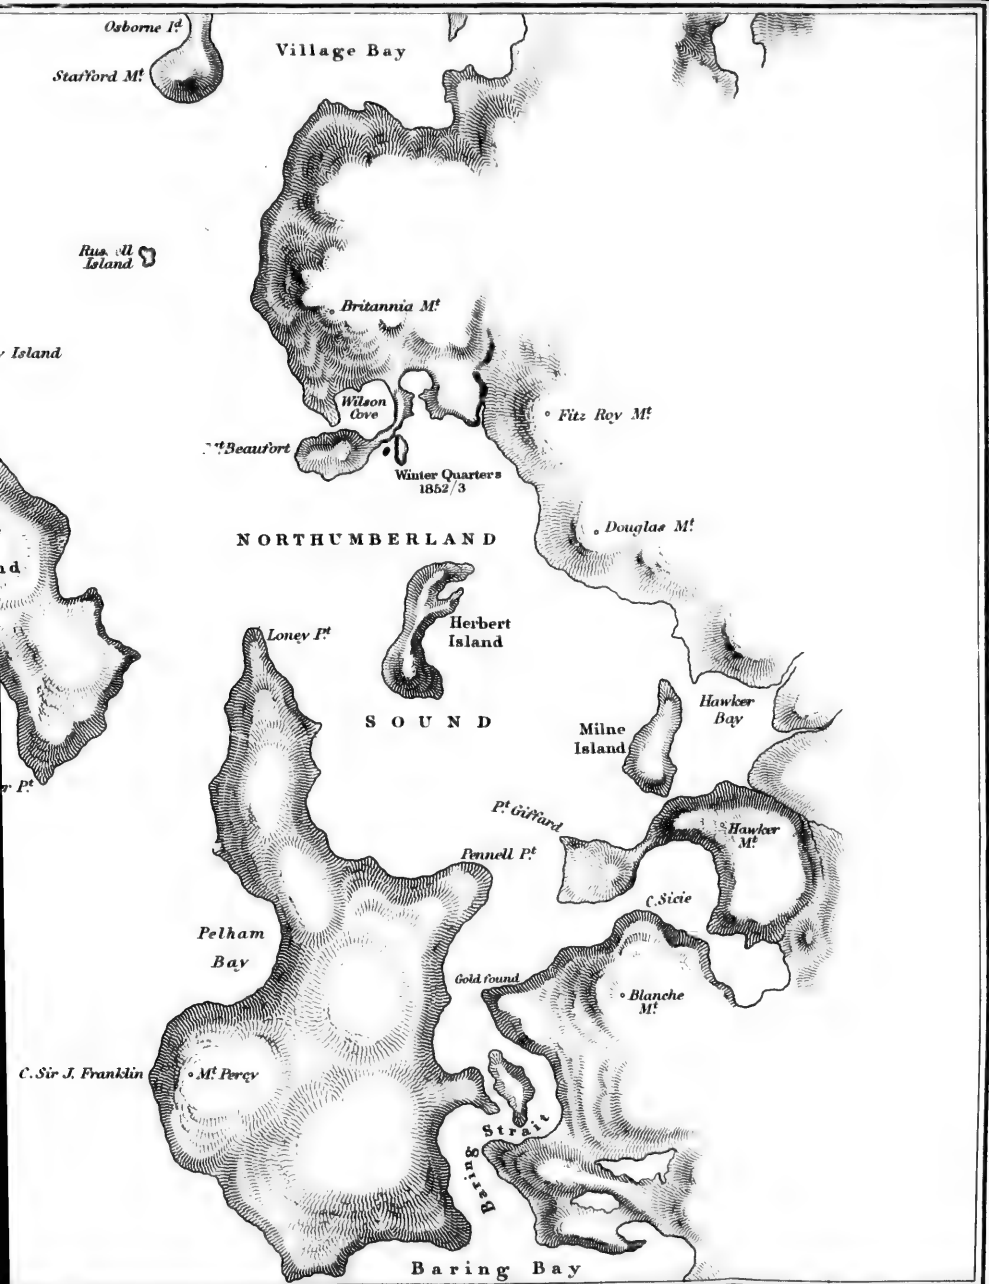 Osborne Id.
Village Bay
Stafford Mt.
Island
Britannia Mt.
Island
Wilson
Cove
Fitz Roy Mt.
Beaufort
Winter Quarters
1852/3
Douglas Mt.
NORTHUMBERLAND
nd
Herbert
Island
Loney Pt.
SOUND
Hawker
Bay
Milne
Island
r Pt.
Pt. Giffard
Hawker
Mt.
Pennell Pt.
C. Sicie
Pelham
Bay
Gold found
Blanche
Mt.
C. Sir J. Franklin
Mt. Percy
Baring Strait
Baring Bay